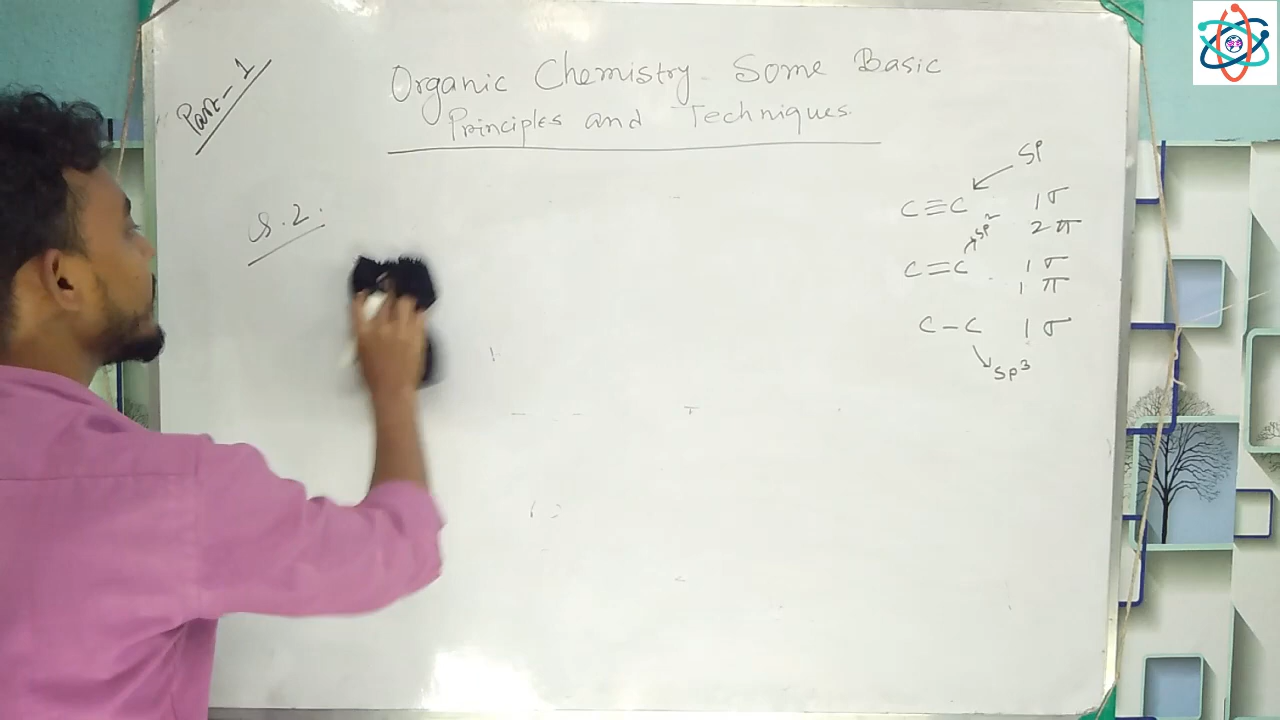 Part-1
Organic Chemistry Some Basic
Principles and Techniques.
Q.2.
SP
C≡C 1σ
2π
SP²
C=C 1σ
1π
C-C 1σ
SP³